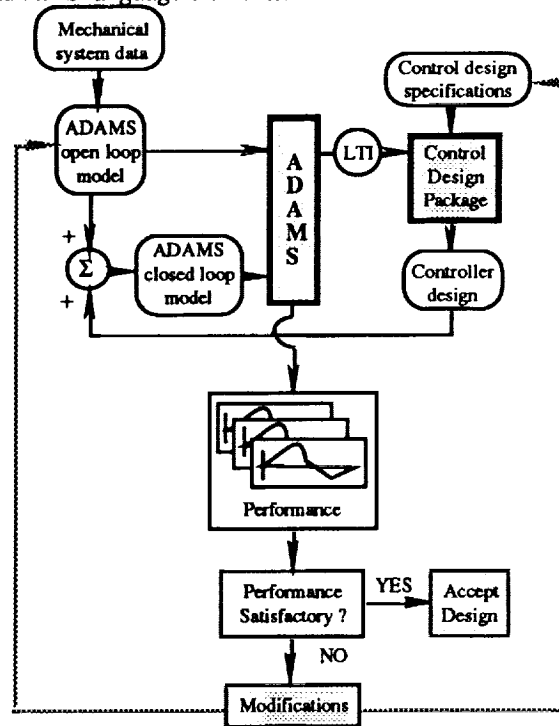 Mechanical
system data
Control design
specifications
ADAMS
open loop
model
ADAMS
LTI
Control
Design
Package
+
Σ
+
ADAMS
closed loop
model
Controller
design
Performance
Performance
Satisfactory ?
YES
Accept
Design
NO
Modifications